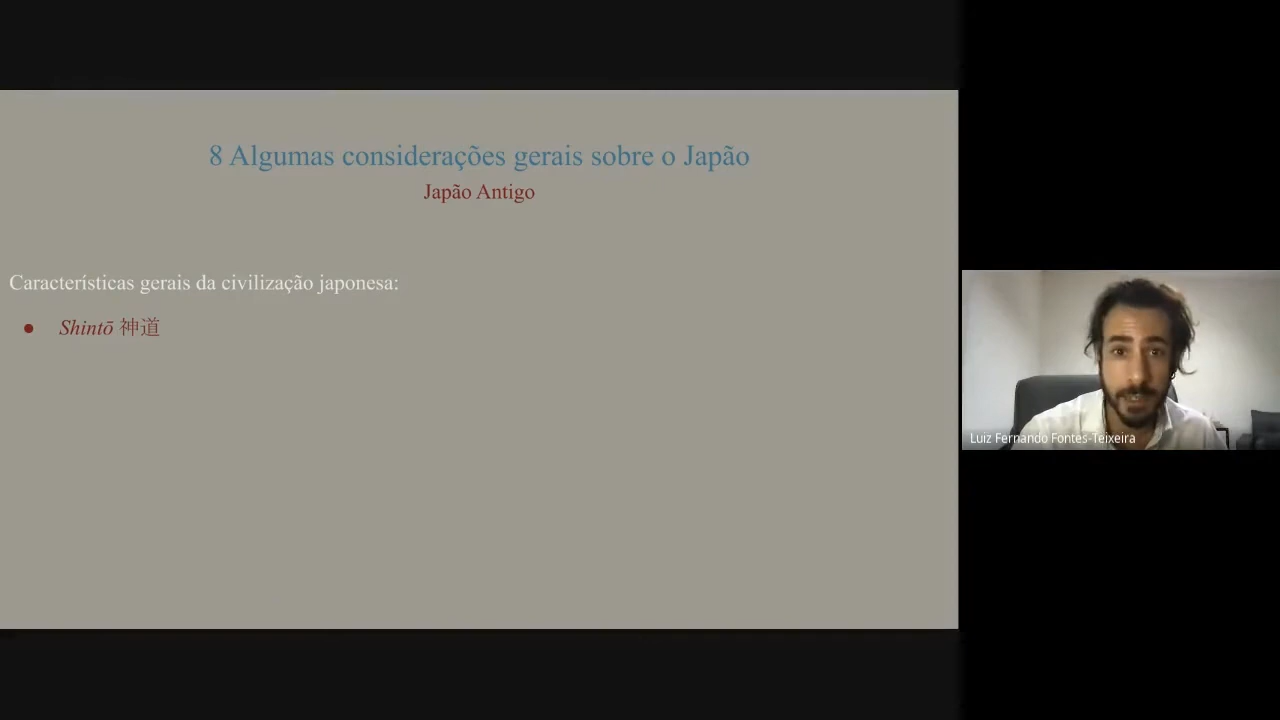 8 Algumas considerações gerais sobre o Japão
Japão Antigo
Características gerais da civilização japonesa:
● Shintō 神道
Luiz Fernando Fontes-Teixeira